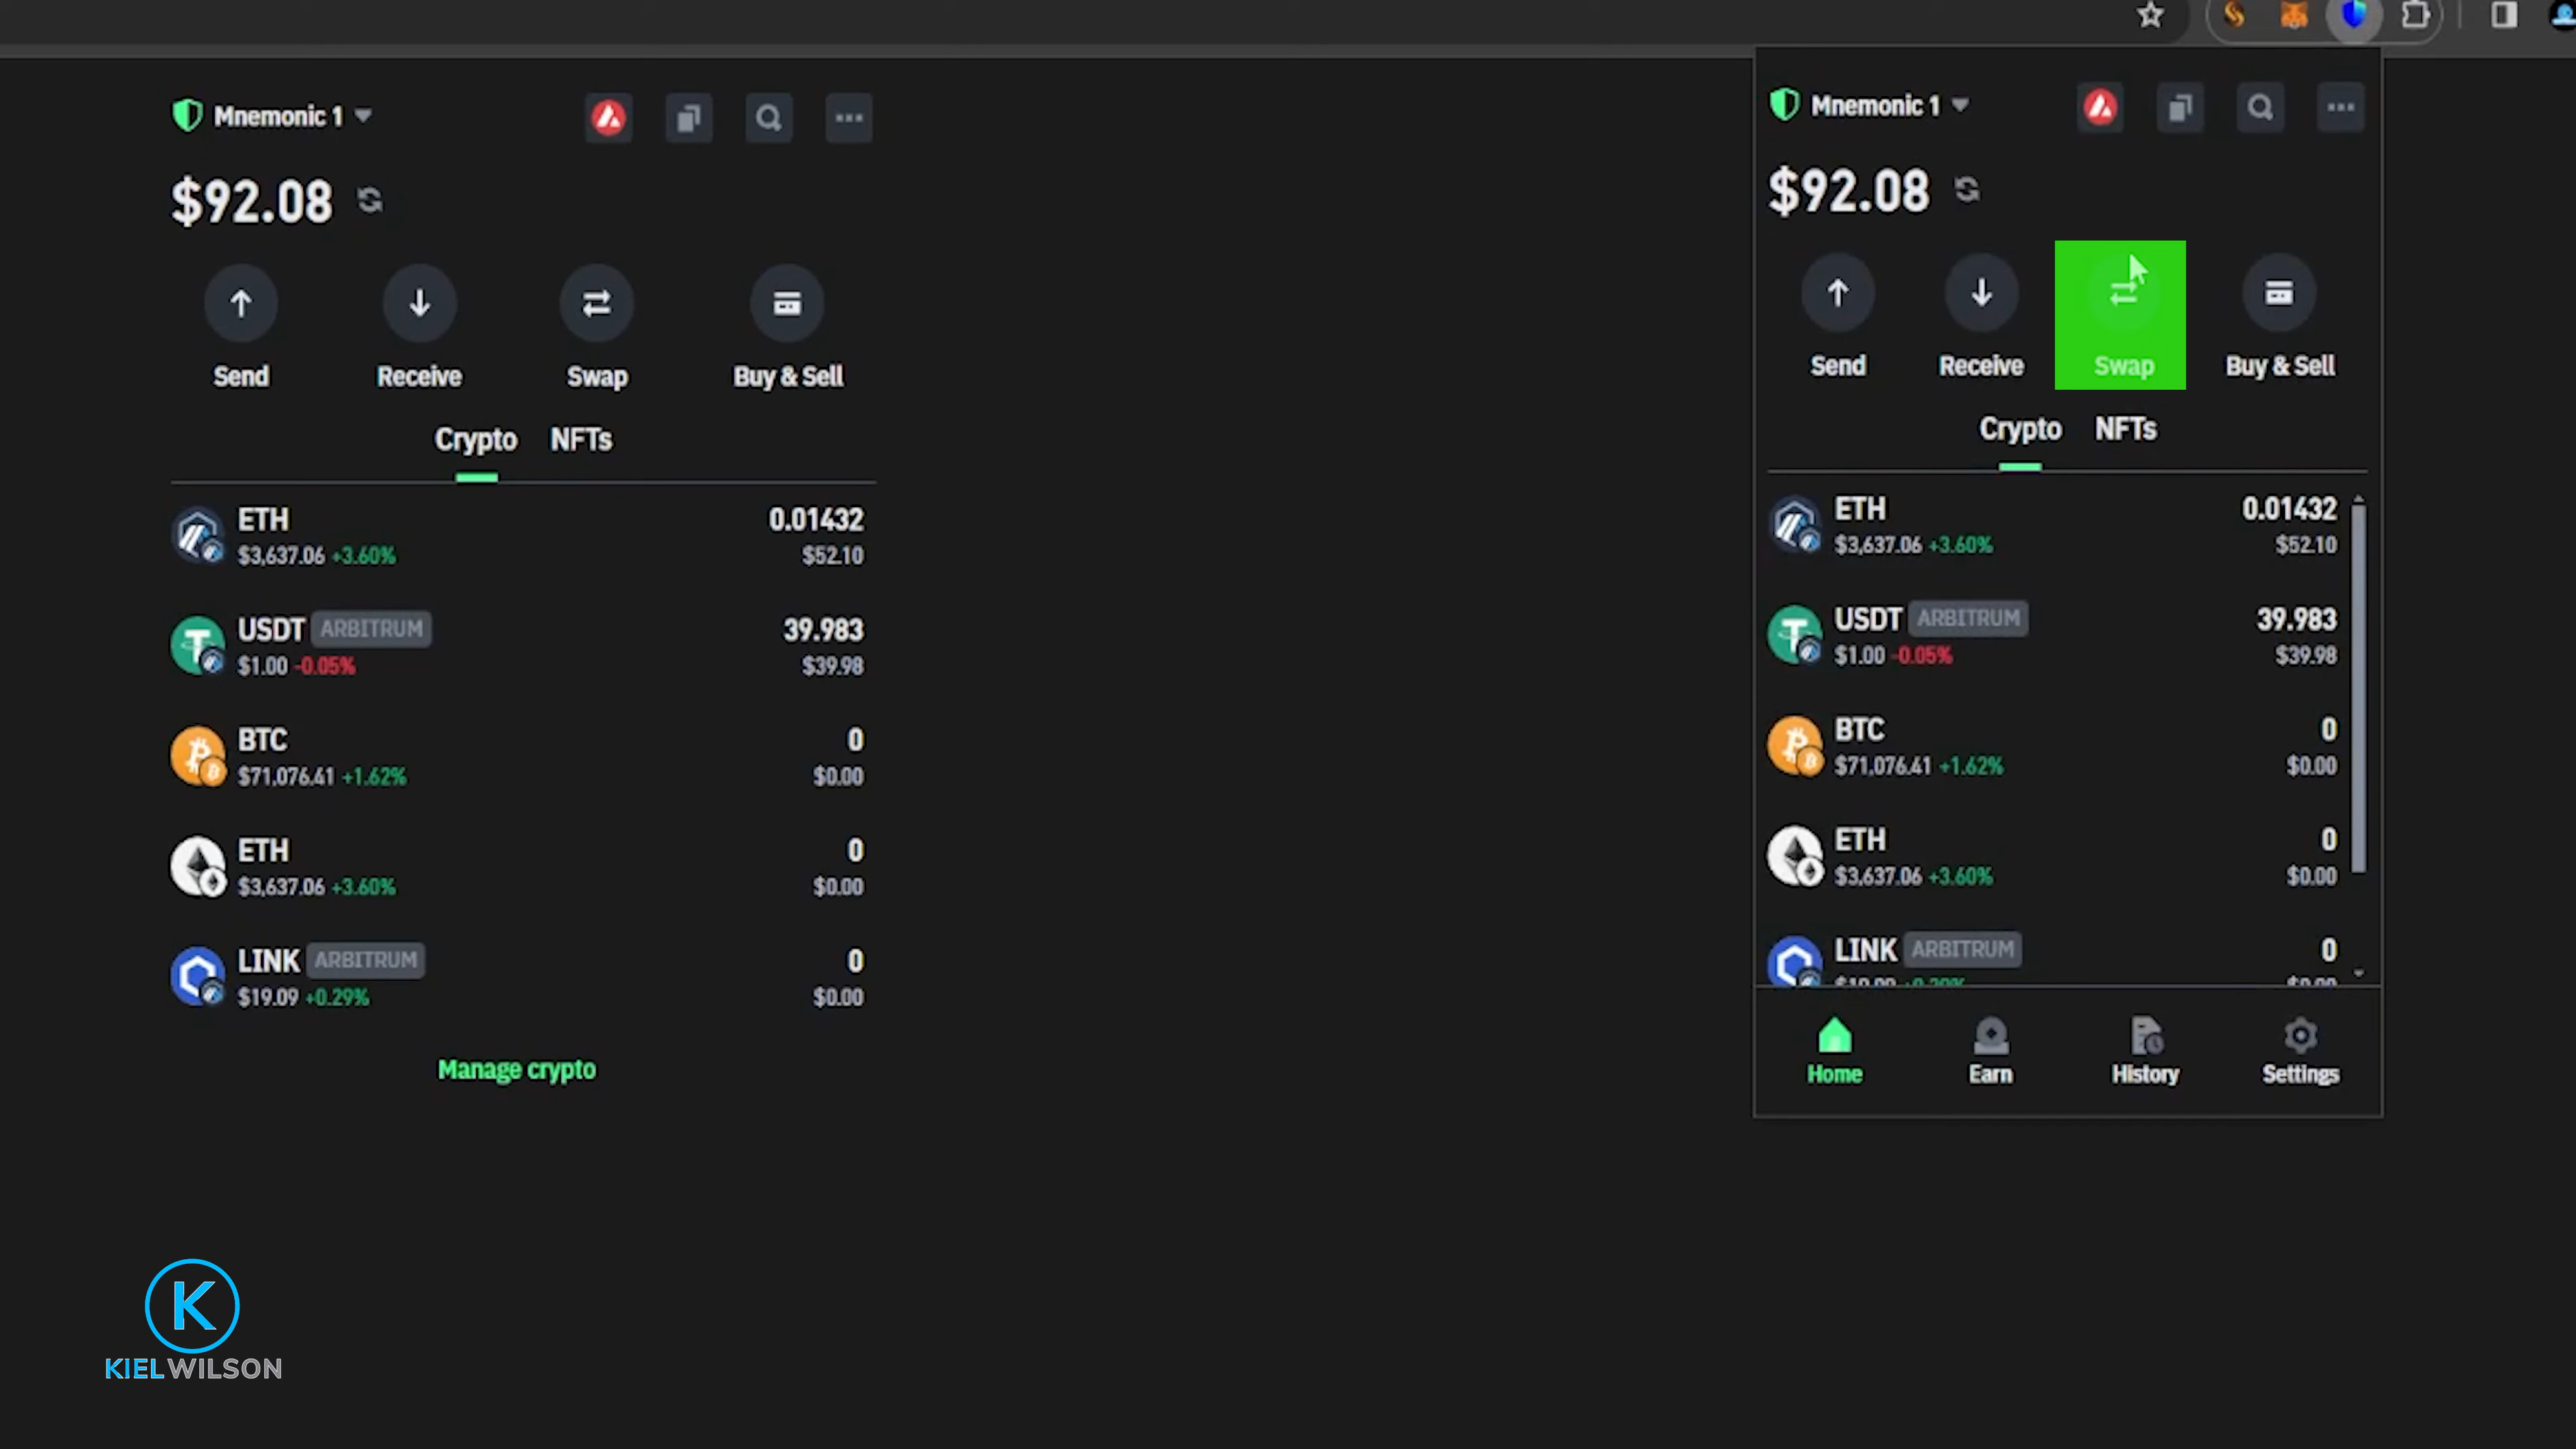 Mnemonic 1
$92.08
Send Receive Swap Buy & Sell
Crypto NFTs
ETH 0.01432
$3,637.06 +3.60% $52.10
USDT ARBITRUM 39.983
$1.00 -0.05% $39.98
BTC 0
$71,076.41 +1.62% $0.00
ETH 0
$3,637.06 +3.60% $0.00
LINK ARBITRUM 0
$19.09 +0.29% $0.00
Manage crypto
Mnemonic 1
$92.08
Send Receive Swap Buy & Sell
Crypto NFTs
ETH 0.01432
$3,637.06 +3.60% $52.10
USDT ARBITRUM 39.983
$1.00 -0.05% $39.98
BTC 0
$71,076.41 +1.62% $0.00
ETH 0
$3,637.06 +3.60% $0.00
LINK ARBITRUM 0
Home Earn History Settings
K
KIELWILSON